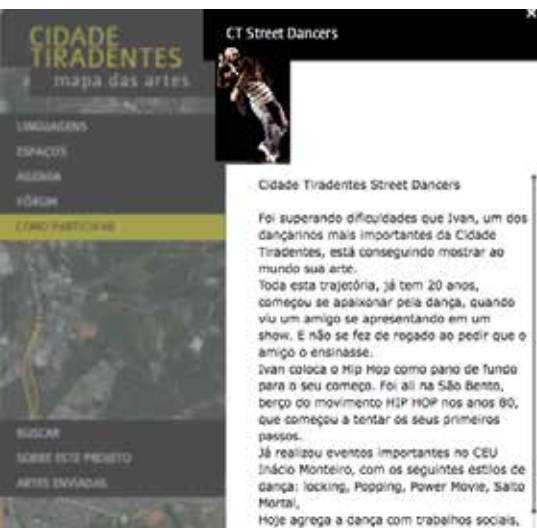 CIDADE
TIRADENTES
mapa das artes
LINGUAGENS
ESPAÇOS
AGENDA
FÓRUM
COMO PARTICIPAR
BUSCAR
SOBRE ESTE PROJETO
ARTES ENVIADAS
CT Street Dancers
Cidade Tiradentes Street Dancers
Foi superando dificuldades que Ivan, um dos
dançarinos mais importantes da Cidade
Tiradentes, está conseguindo mostrar ao
mundo sua arte.
Toda esta trajetória, já tem 20 anos,
começou se apaixonar pela dança, quando
viu um amigo se apresentando em um
show. E não se fez de rogado ao pedir que o
amigo o ensinasse.
Ivan coloca o Hip Hop como pano de fundo
para o seu começo. Foi ali na São Bento,
berço do movimento HIP HOP nos anos 80,
que começou a tentar os seus primeiros
passos.
Já realizou eventos importantes no CEU
Inácio Monteiro, com os seguintes estilos de
dança: locking, Popping, Power Movie, Salto
Mortal,
Hoje agrega a dança com trabalhos sociais,